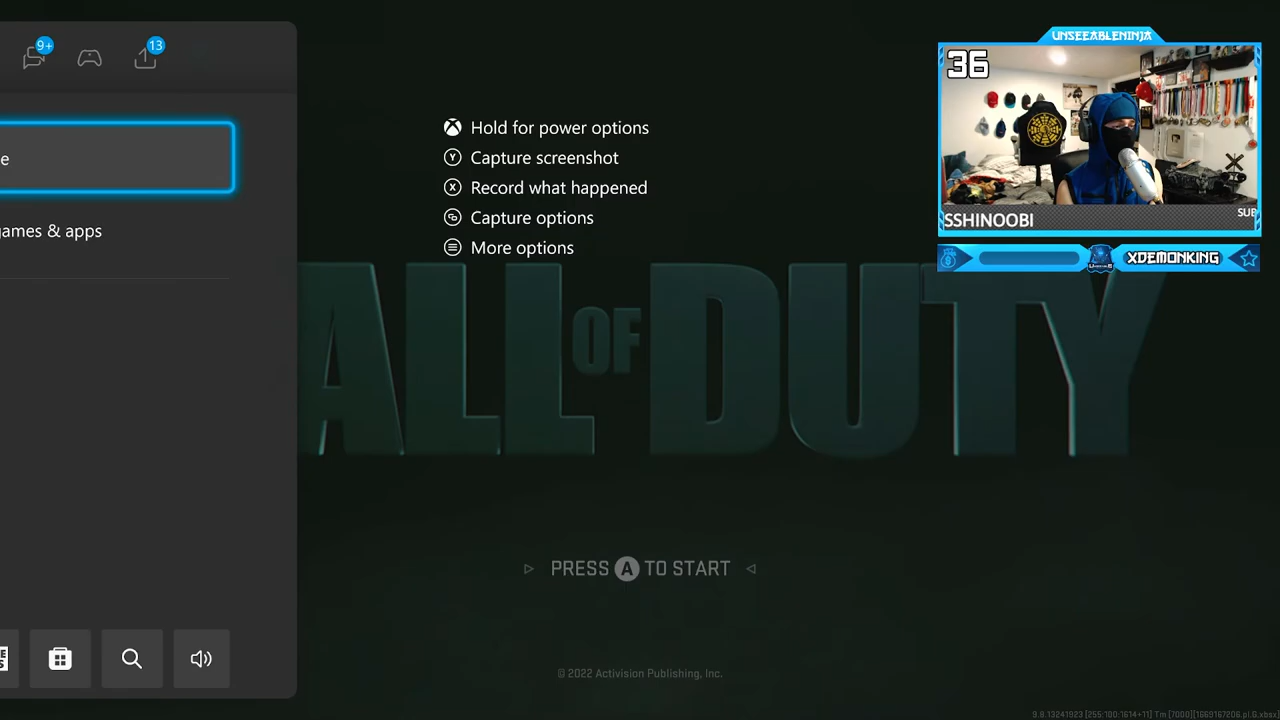 9+
13
e
games & apps
Hold for power options
Y Capture screenshot
X Record what happened
Capture options
More options
UNSEEABLENINJA
36
SSHINOOBI
SUB
XDEMONKING
ALL OF DUTY
PRESS A TO START
© 2022 Activision Publishing, Inc.